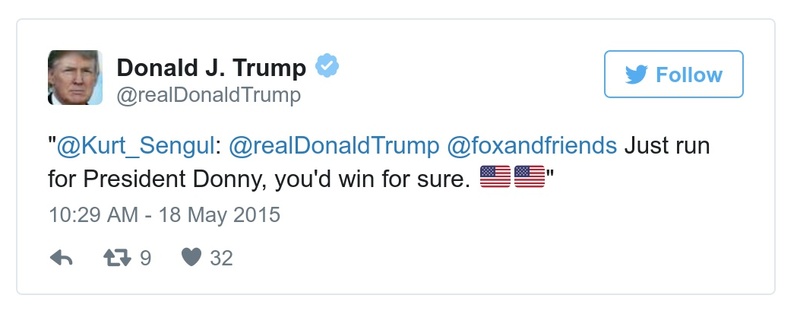 Donald J. Trump
@realDonaldTrump
Follow
"@Kurt_Sengul: @realDonaldTrump @foxandfriends Just run
for President Donny, you'd win for sure. 🇺🇸🇺🇸"
10:29 AM - 18 May 2015
9 32